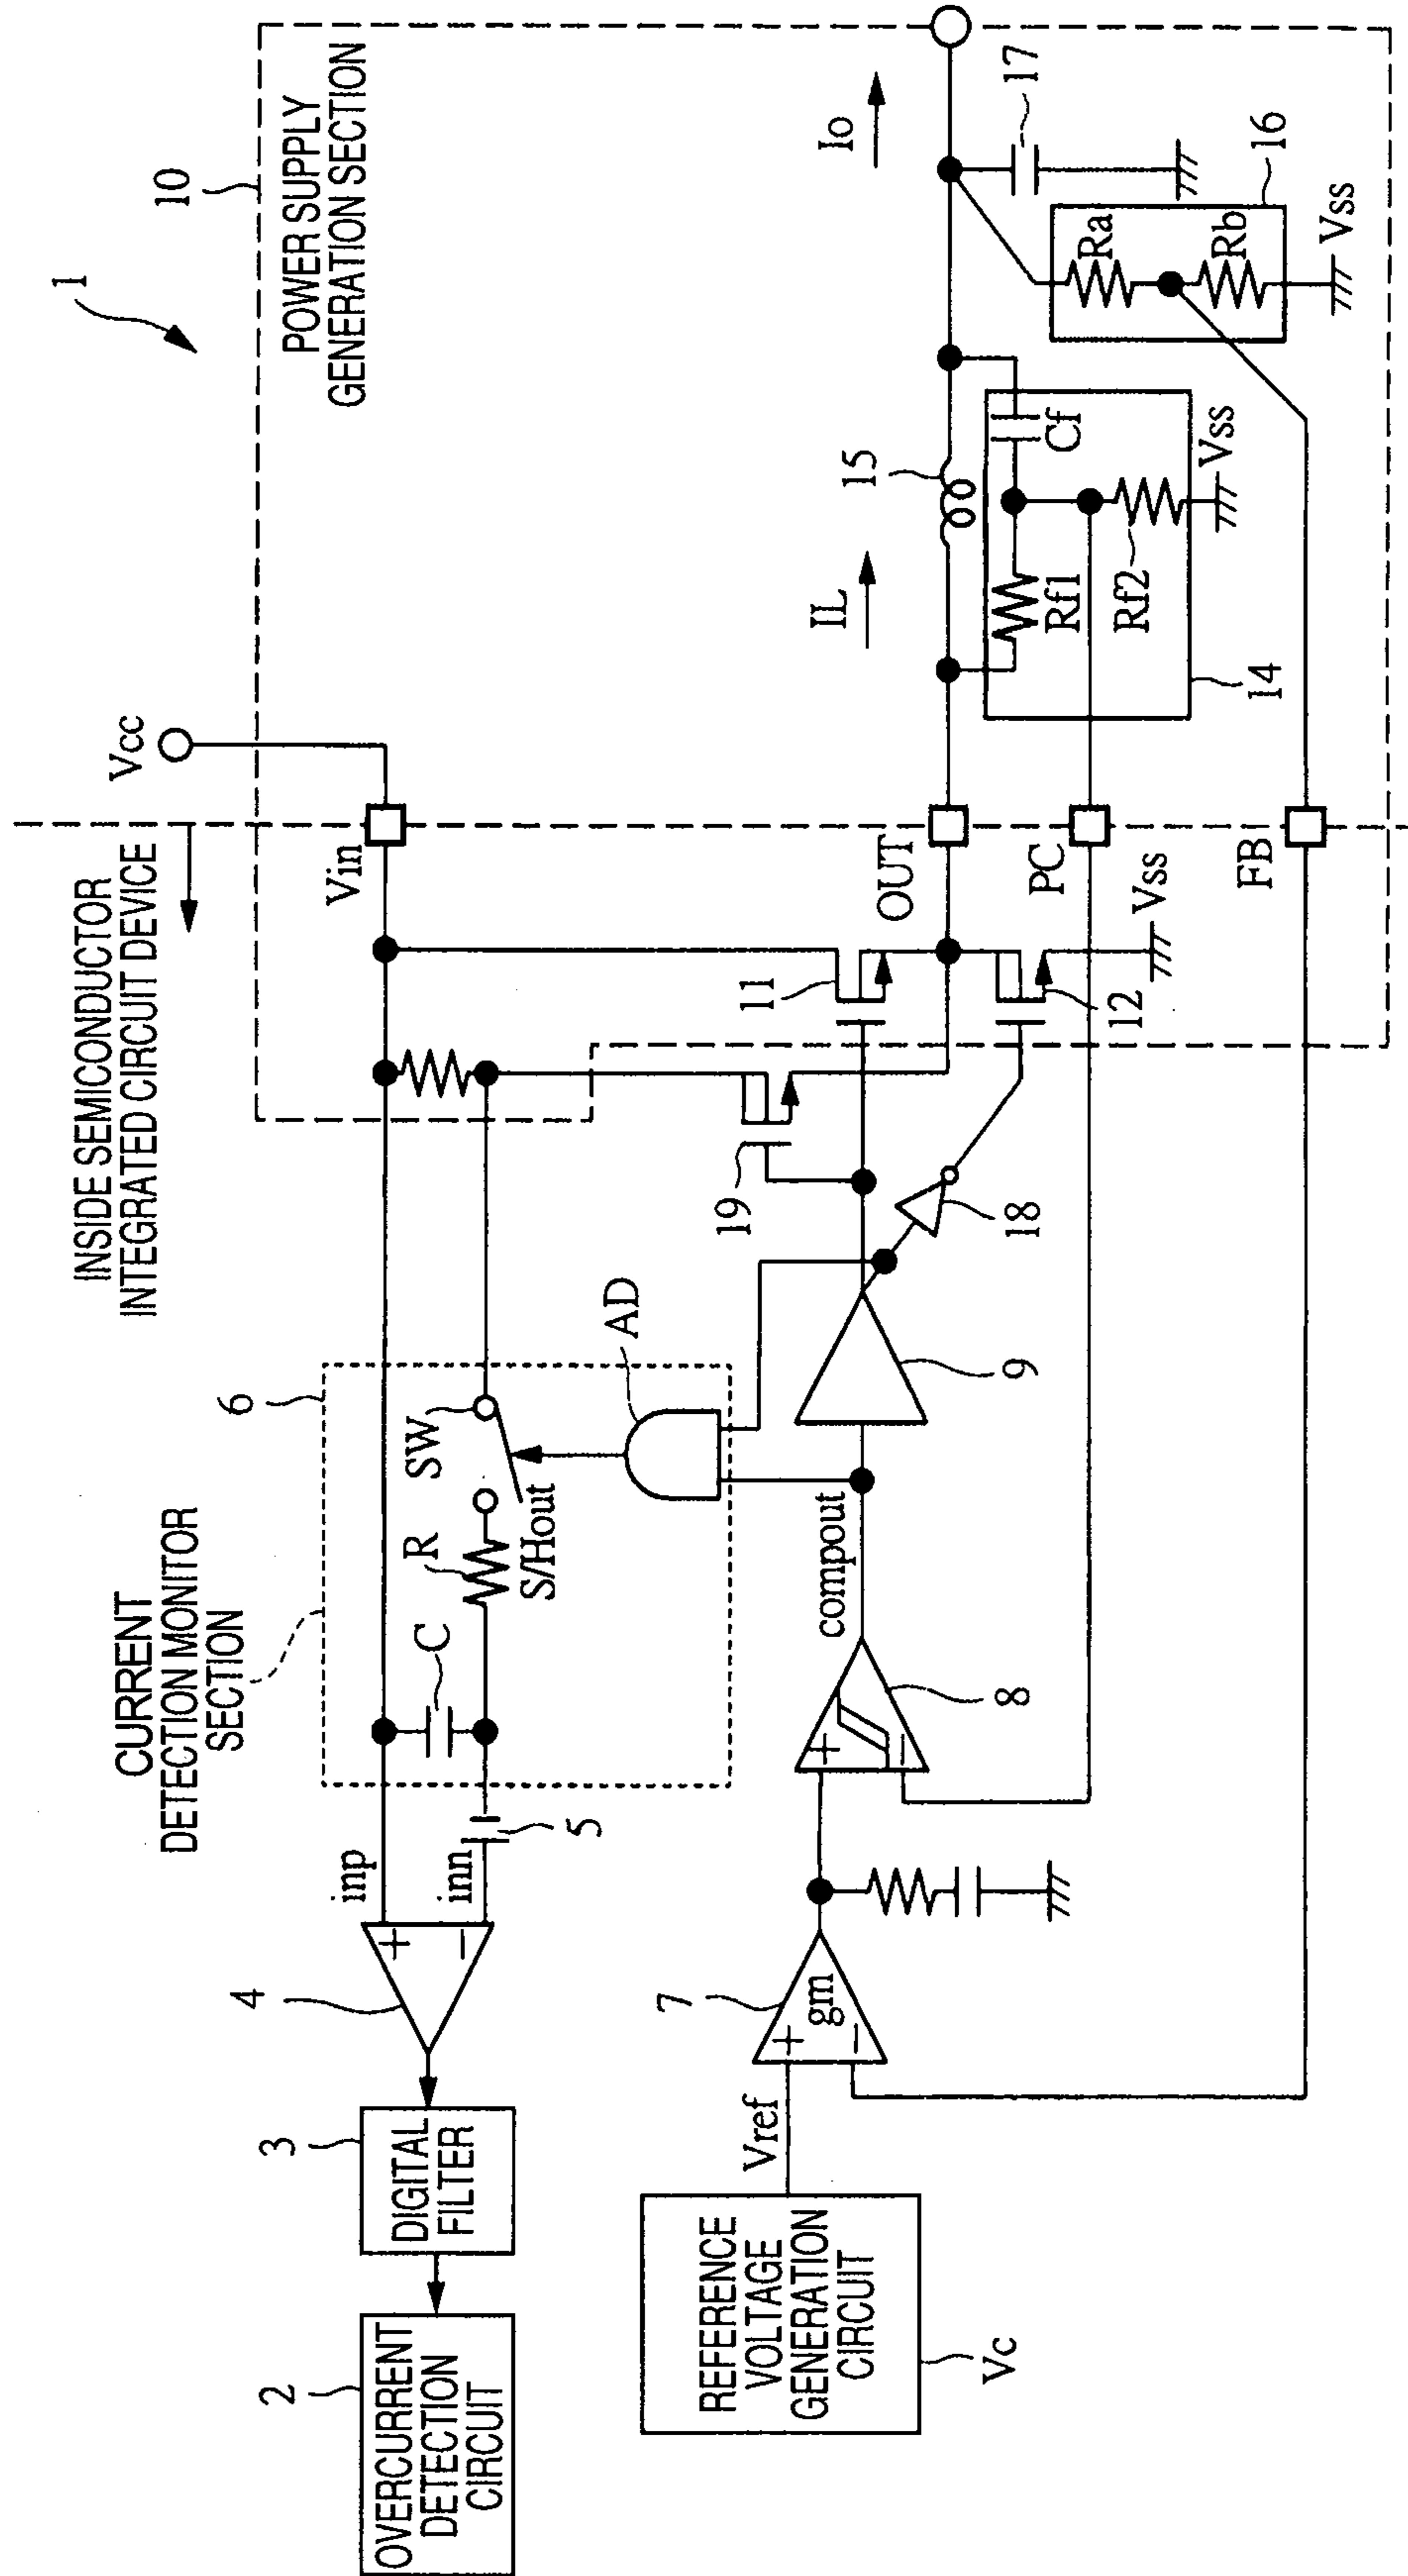 1
10
POWER SUPPLY
GENERATION SECTION
INSIDE SEMICONDUCTOR
INTEGRATED CIRCUIT DEVICE
Vcc
Vin
CURRENT
DETECTION MONITOR
SECTION
6
SW
R
C
S/Hout
AD
inp
inn
5
4
3
DIGITAL
FILTER
2
OVERCURRENT
DETECTION
CIRCUIT
19
11
OUT
IL
15
Io
17
12
Vss
PC
FB
Rf1
Cf
Rf2
Vss
14
Ra
Rb
16
Vss
18
9
compout
+
−
8
7
+
gm
−
+
−
Vref
REFERENCE
VOLTAGE
GENERATION
CIRCUIT
Vc